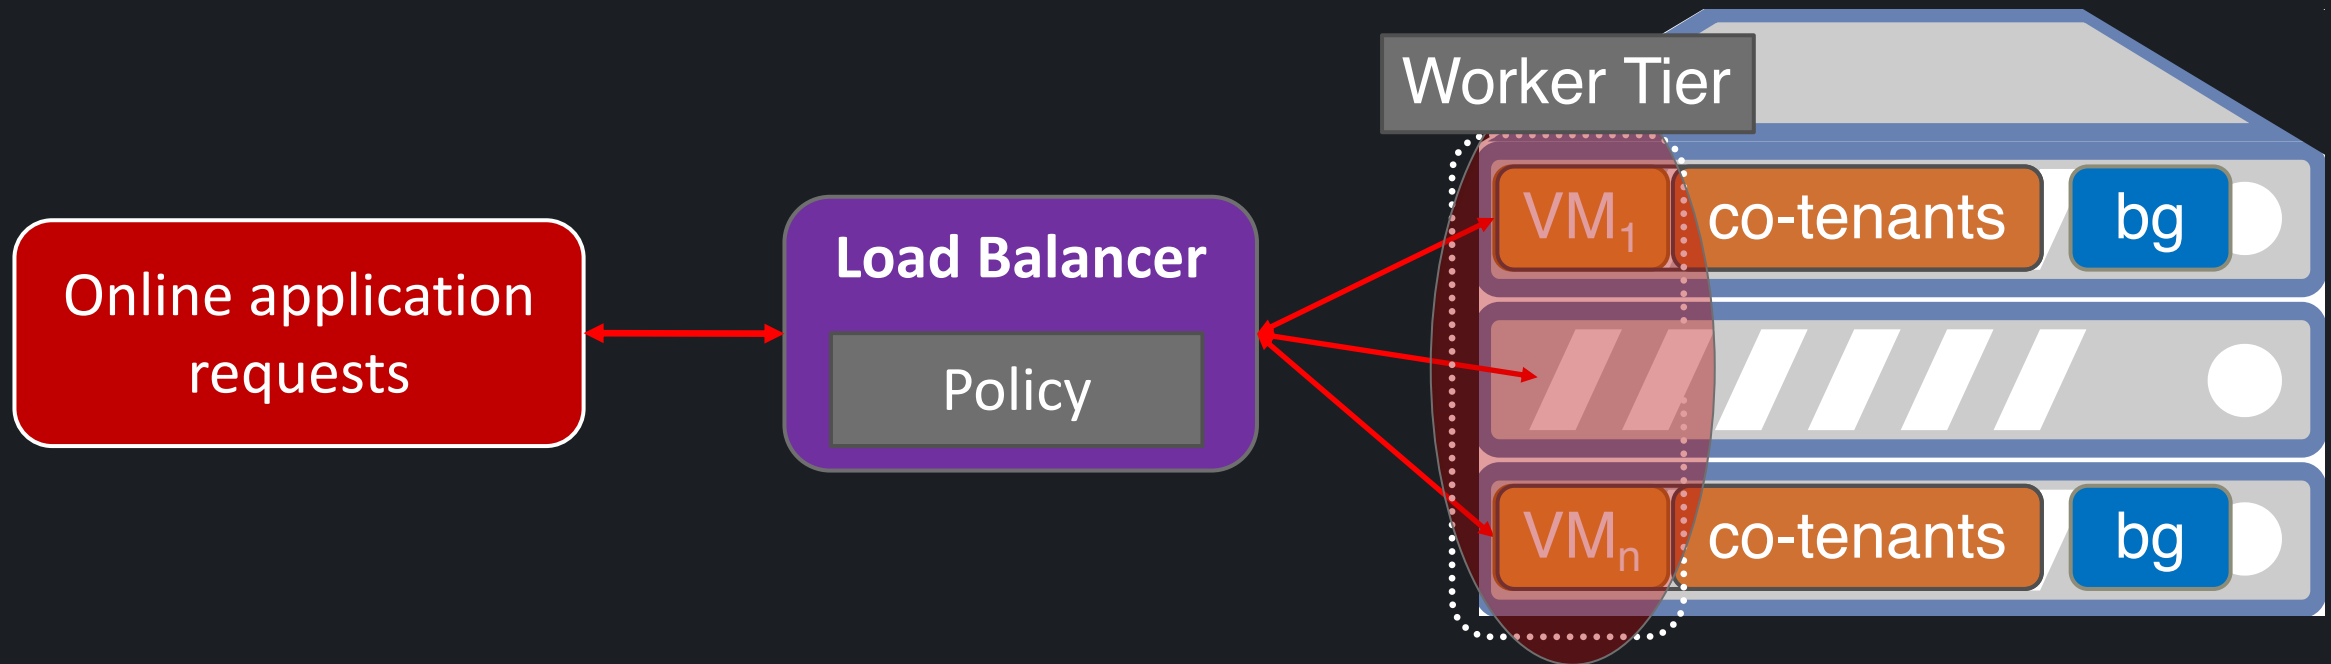 Online application
requests
Load Balancer
Policy
Worker Tier
VM₁ co-tenants bg
VMₙ co-tenants bg